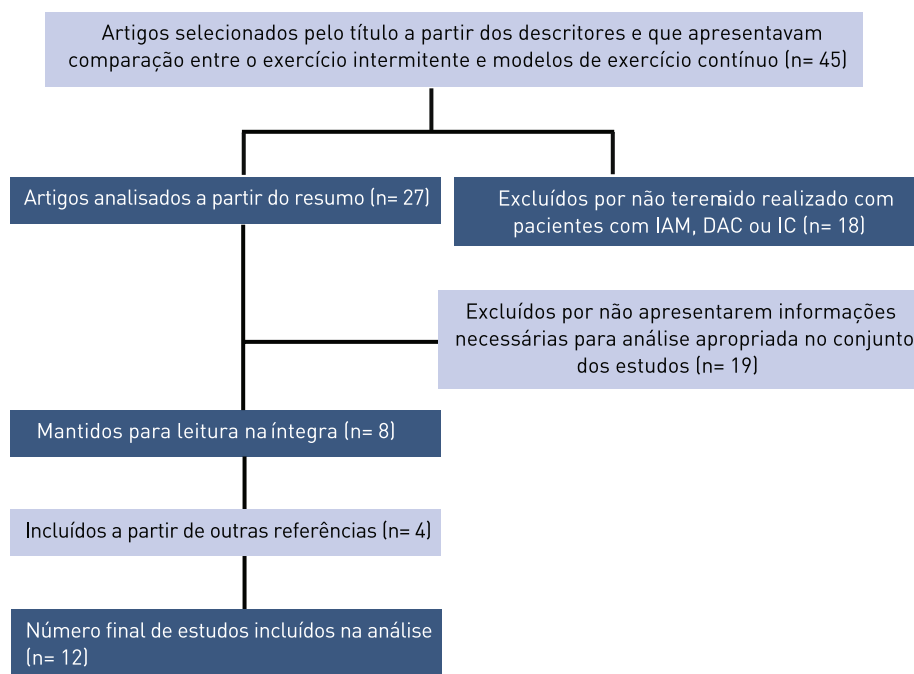 Artigos selecionados pelo título a partir dos descritores e que apresentavam
comparação entre o exercício intermitente e modelos de exercício contínuo (n= 45)
Artigos analisados a partir do resumo (n= 27)
Excluídos por não teremsido realizado com
pacientes com IAM, DAC ou IC (n= 18)
Excluídos por não apresentarem informações
necessárias para análise apropriada no conjunto
dos estudos (n= 19)
Mantidos para leitura na íntegra (n= 8)
Incluídos a partir de outras referências (n= 4)
Número final de estudos incluídos na análise
(n= 12)